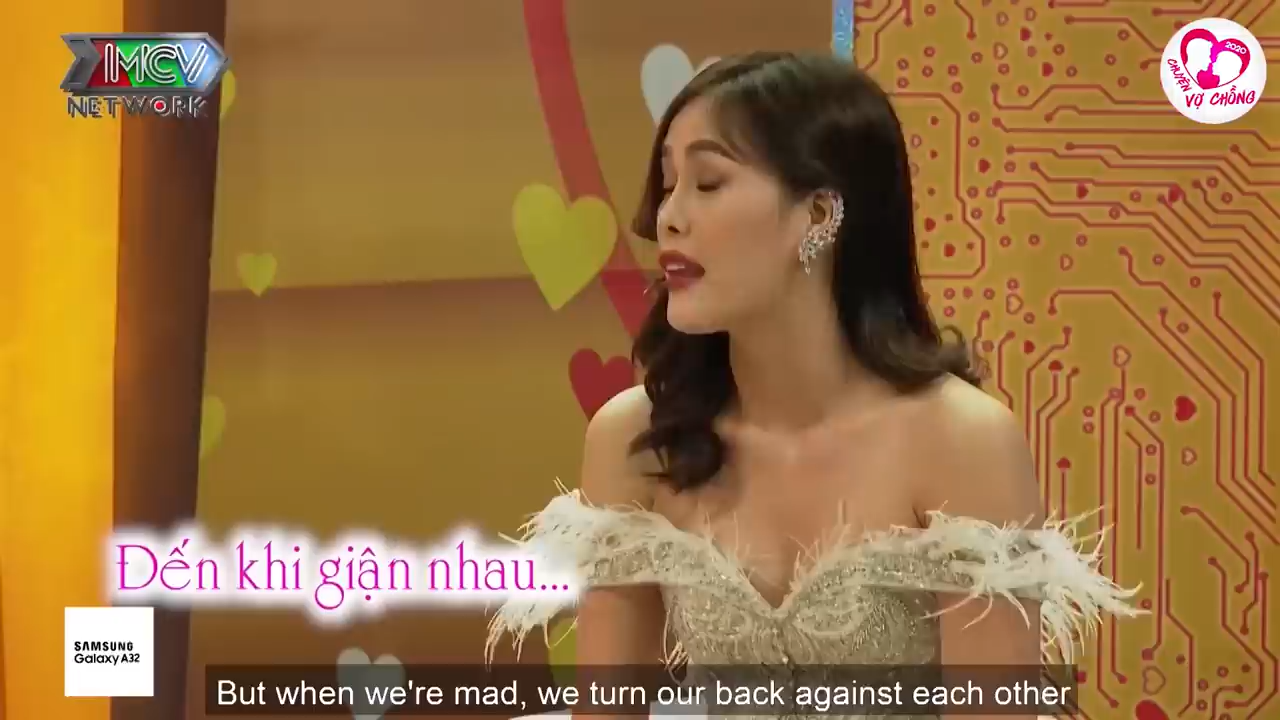 MCV
NETWORK
2020
CHUYỆN
VỢ CHỒNG
Đến khi giận nhau...
SAMSUNG
Galaxy A32
But when we're mad, we turn our back against each other